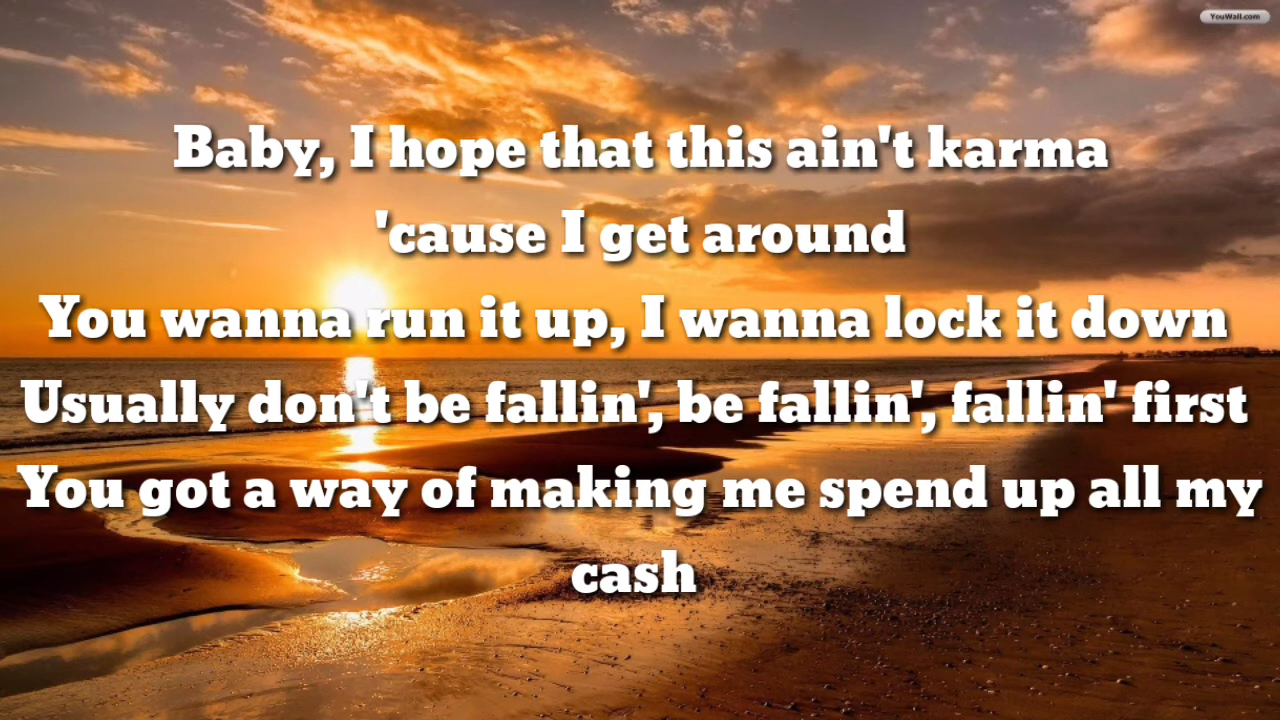 YouWall.com
Baby, I hope that this ain't karma
'cause I get around
You wanna run it up, I wanna lock it down
Usually don't be fallin', be fallin', fallin' first
You got a way of making me spend up all my
cash